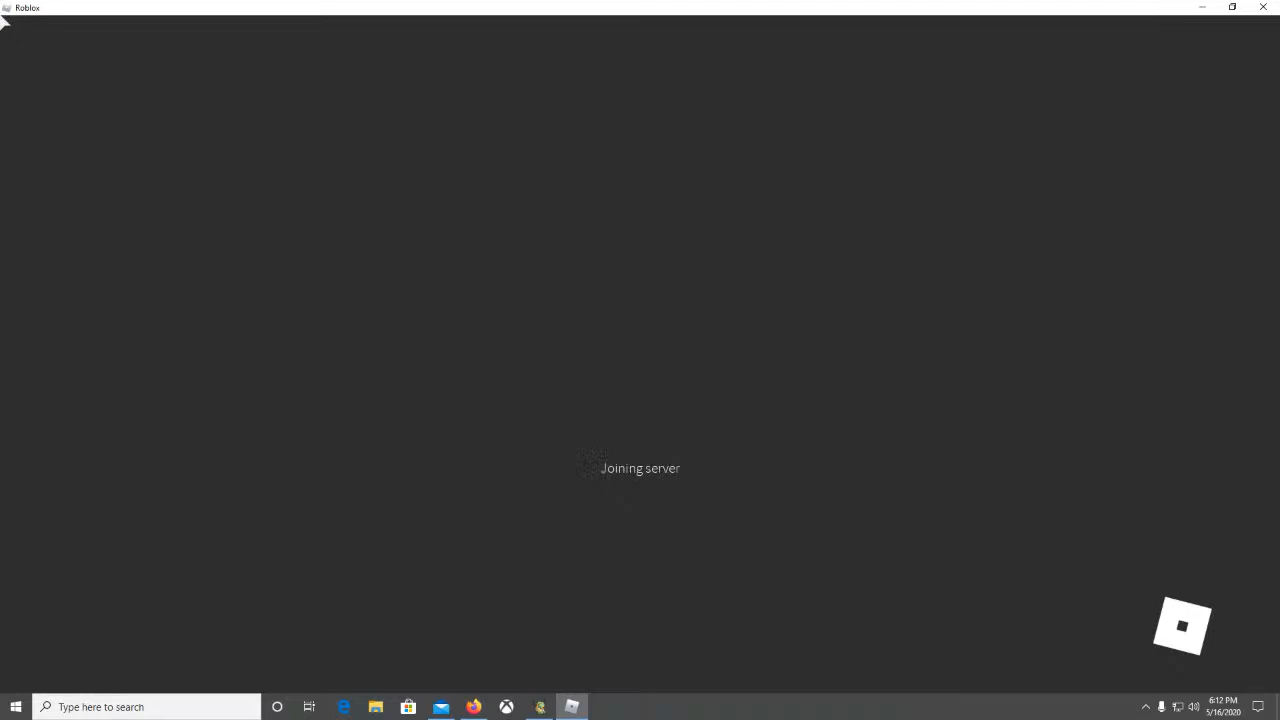 Roblox
Joining server
Type here to search
6:12 PM
5/16/2020